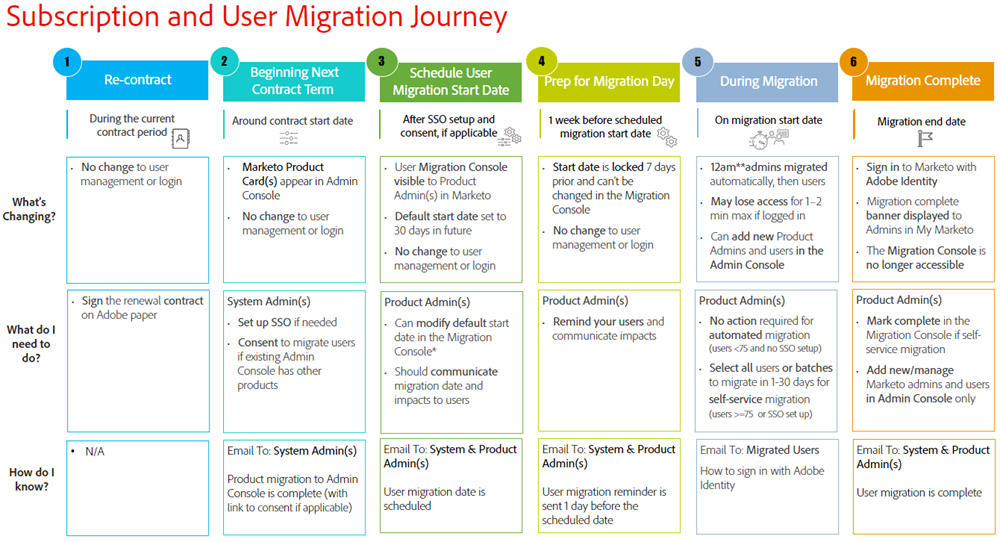 Subscription and User Migration Journey
1
Re-contract
2
Beginning Next
Contract Term
3
Schedule User
Migration Start Date
4
Prep for Migration Day
5
During Migration
6
Migration Complete
During the current
contract period
Around contract start date
After SSO setup and
consent, if applicable
1 week before scheduled
migration start date
On migration start date
Migration end date
What's
Changing?
• No change to user
management or login
• Marketo Product
Card(s) appear in Admin
Console
• No change to user
management or login
• User Migration Console
visible to Product
Admin(s) in Marketo
• Default start date set to
30 days in future
• No change to user
management or login
• Start date is locked 7 days
prior and can't be
changed in the Migration
Console
• No change to user
management or login
• 12am**admins migrated
automatically, then users
• May lose access for 1–2
min max if logged in
• Can add new Product
Admins and users in the
Admin Console
• Sign in to Marketo with
Adobe Identity
• Migration complete
banner displayed to
Admins in My Marketo
• The Migration Console is
no longer accessible
What do I
need to
do?
• Sign the renewal contract
on Adobe paper
System Admin(s)
• Set up SSO if needed
• Consent to migrate users
if existing Admin
Console has other
products
Product Admin(s)
• Can modify default start
date in the Migration
Console*
• Should communicate
migration date and
impacts to users
Product Admin(s)
• Remind your users and
communicate impacts
Product Admin(s)
• No action required for
automated migration
(users <75 and no SSO setup)
• Select all users or batches
to migrate in 1-30 days for
self-service migration
(users >=75 or SSO set up)
Product Admin(s)
• Mark complete in the
Migration Console if self-
service migration
• Add new/manage
Marketo admins and users
in Admin Console only
How do I
know?
• N/A
Email To: System Admin(s)
Product migration to Admin
Console is complete (with
link to consent if applicable)
Email To: System & Product
Admin(s)
User migration date is
scheduled
Email To: System & Product
Admin(s)
User migration reminder is
sent 1 day before the
scheduled date
Email To: Migrated Users
How to sign in with Adobe
Identity
Email To: System & Product
Admin(s)
User migration is complete